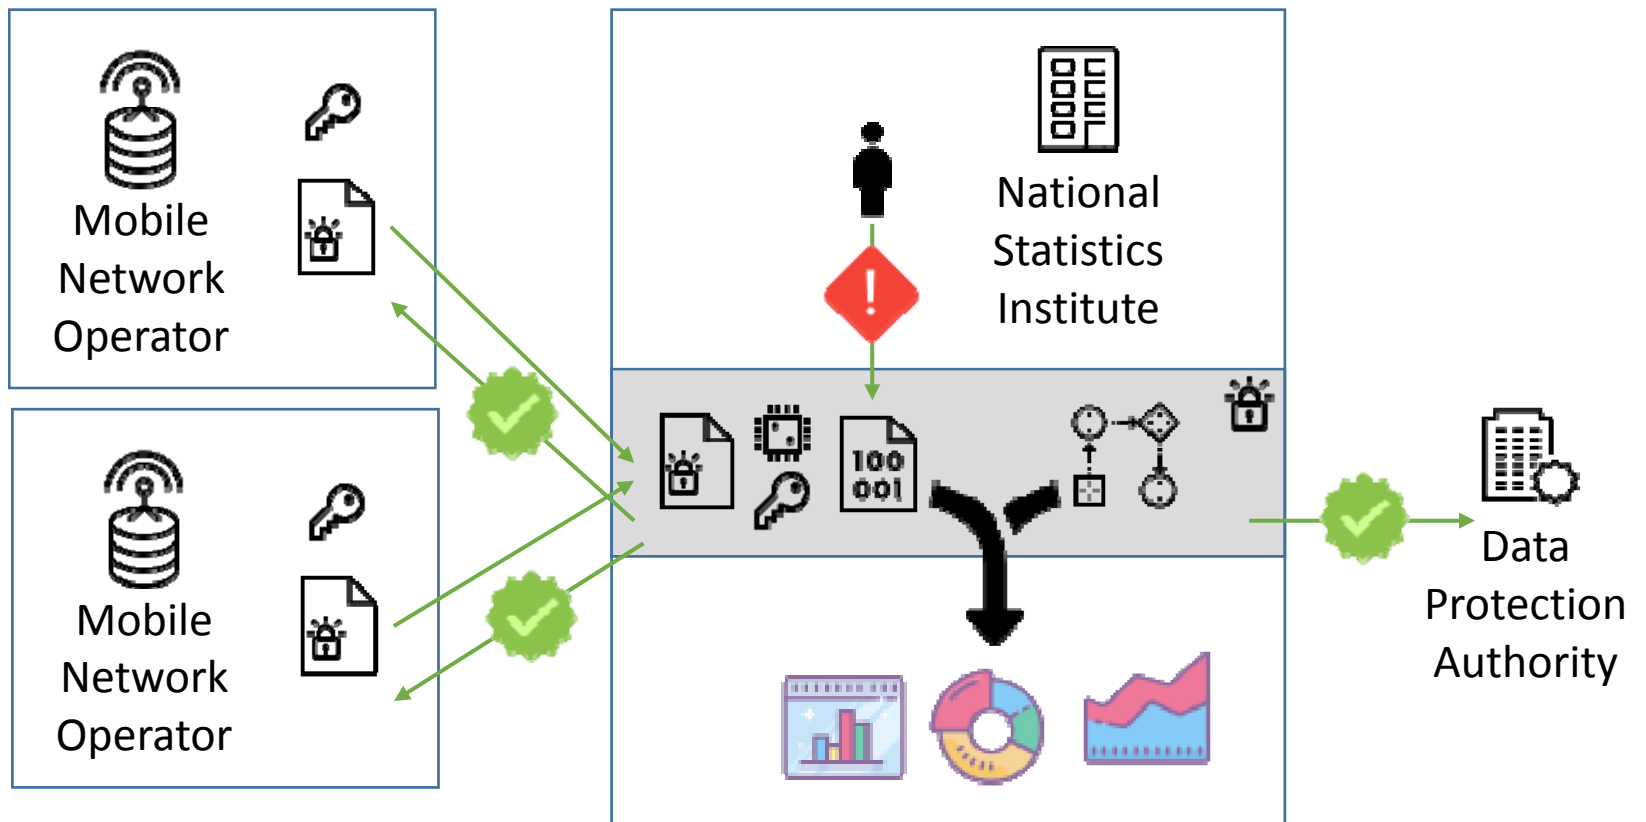 Mobile
Network
Operator
National
Statistics
Institute
!
100
001
Mobile
Network
Operator
Data
Protection
Authority